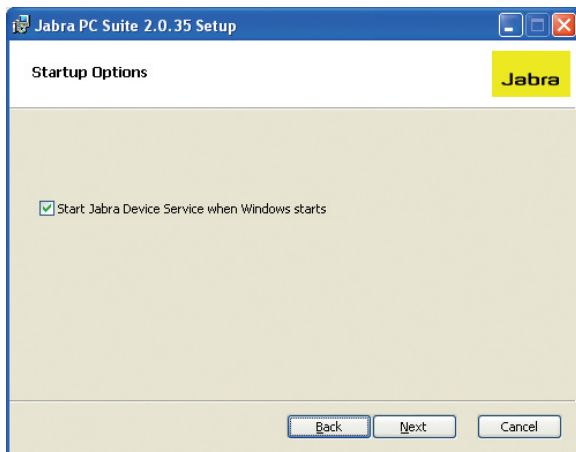 Jabra PC Suite 2.0.35 Setup
Startup Options
Jabra
Start Jabra Device Service when Windows starts
Back Next Cancel